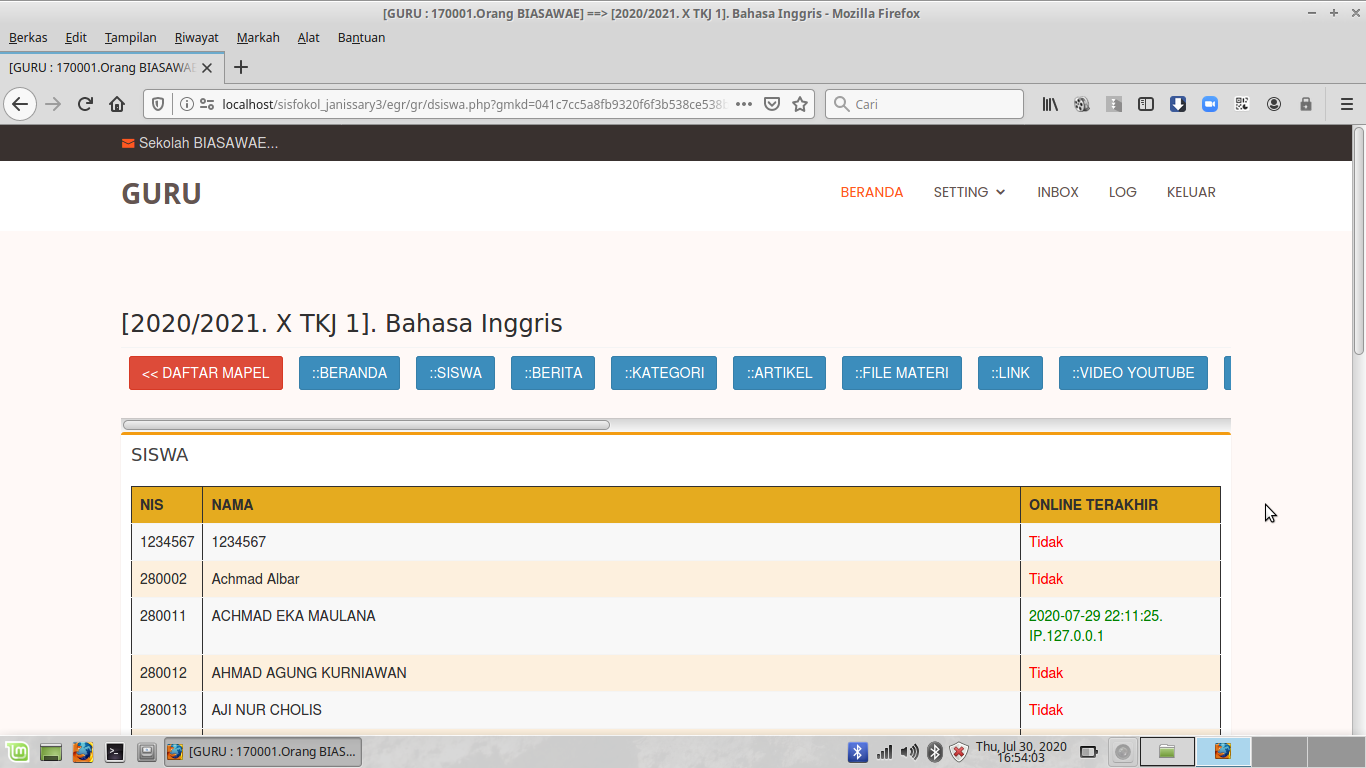 [GURU : 170001.Orang BIASAWAE] ==> [2020/2021. X TKJ 1]. Bahasa Inggris - Mozilla Firefox
Berkas Edit Tampilan Riwayat Markah Alat Bantuan
[GURU : 170001.Orang BIASAWAE
localhost/sisfokol_janissary3/egr/gr/dsiswa.php?gmkd=041c7cc5a8fb9320f6f3b538ce538 Cari
Sekolah BIASAWAE...
GURU BERANDA SETTING INBOX LOG KELUAR
[2020/2021. X TKJ 1]. Bahasa Inggris
<< DAFTAR MAPEL ::BERANDA ::SISWA ::BERITA ::KATEGORI ::ARTIKEL ::FILE MATERI ::LINK ::VIDEO YOUTUBE
SISWA
NIS NAMA ONLINE TERAKHIR
1234567 1234567 Tidak
280002 Achmad Albar Tidak
280011 ACHMAD EKA MAULANA 2020-07-29 22:11:25.
IP.127.0.0.1
280012 AHMAD AGUNG KURNIAWAN Tidak
280013 AJI NUR CHOLIS Tidak
[GURU : 170001.Orang BIAS... Thu, Jul 30, 2020
16:54:03